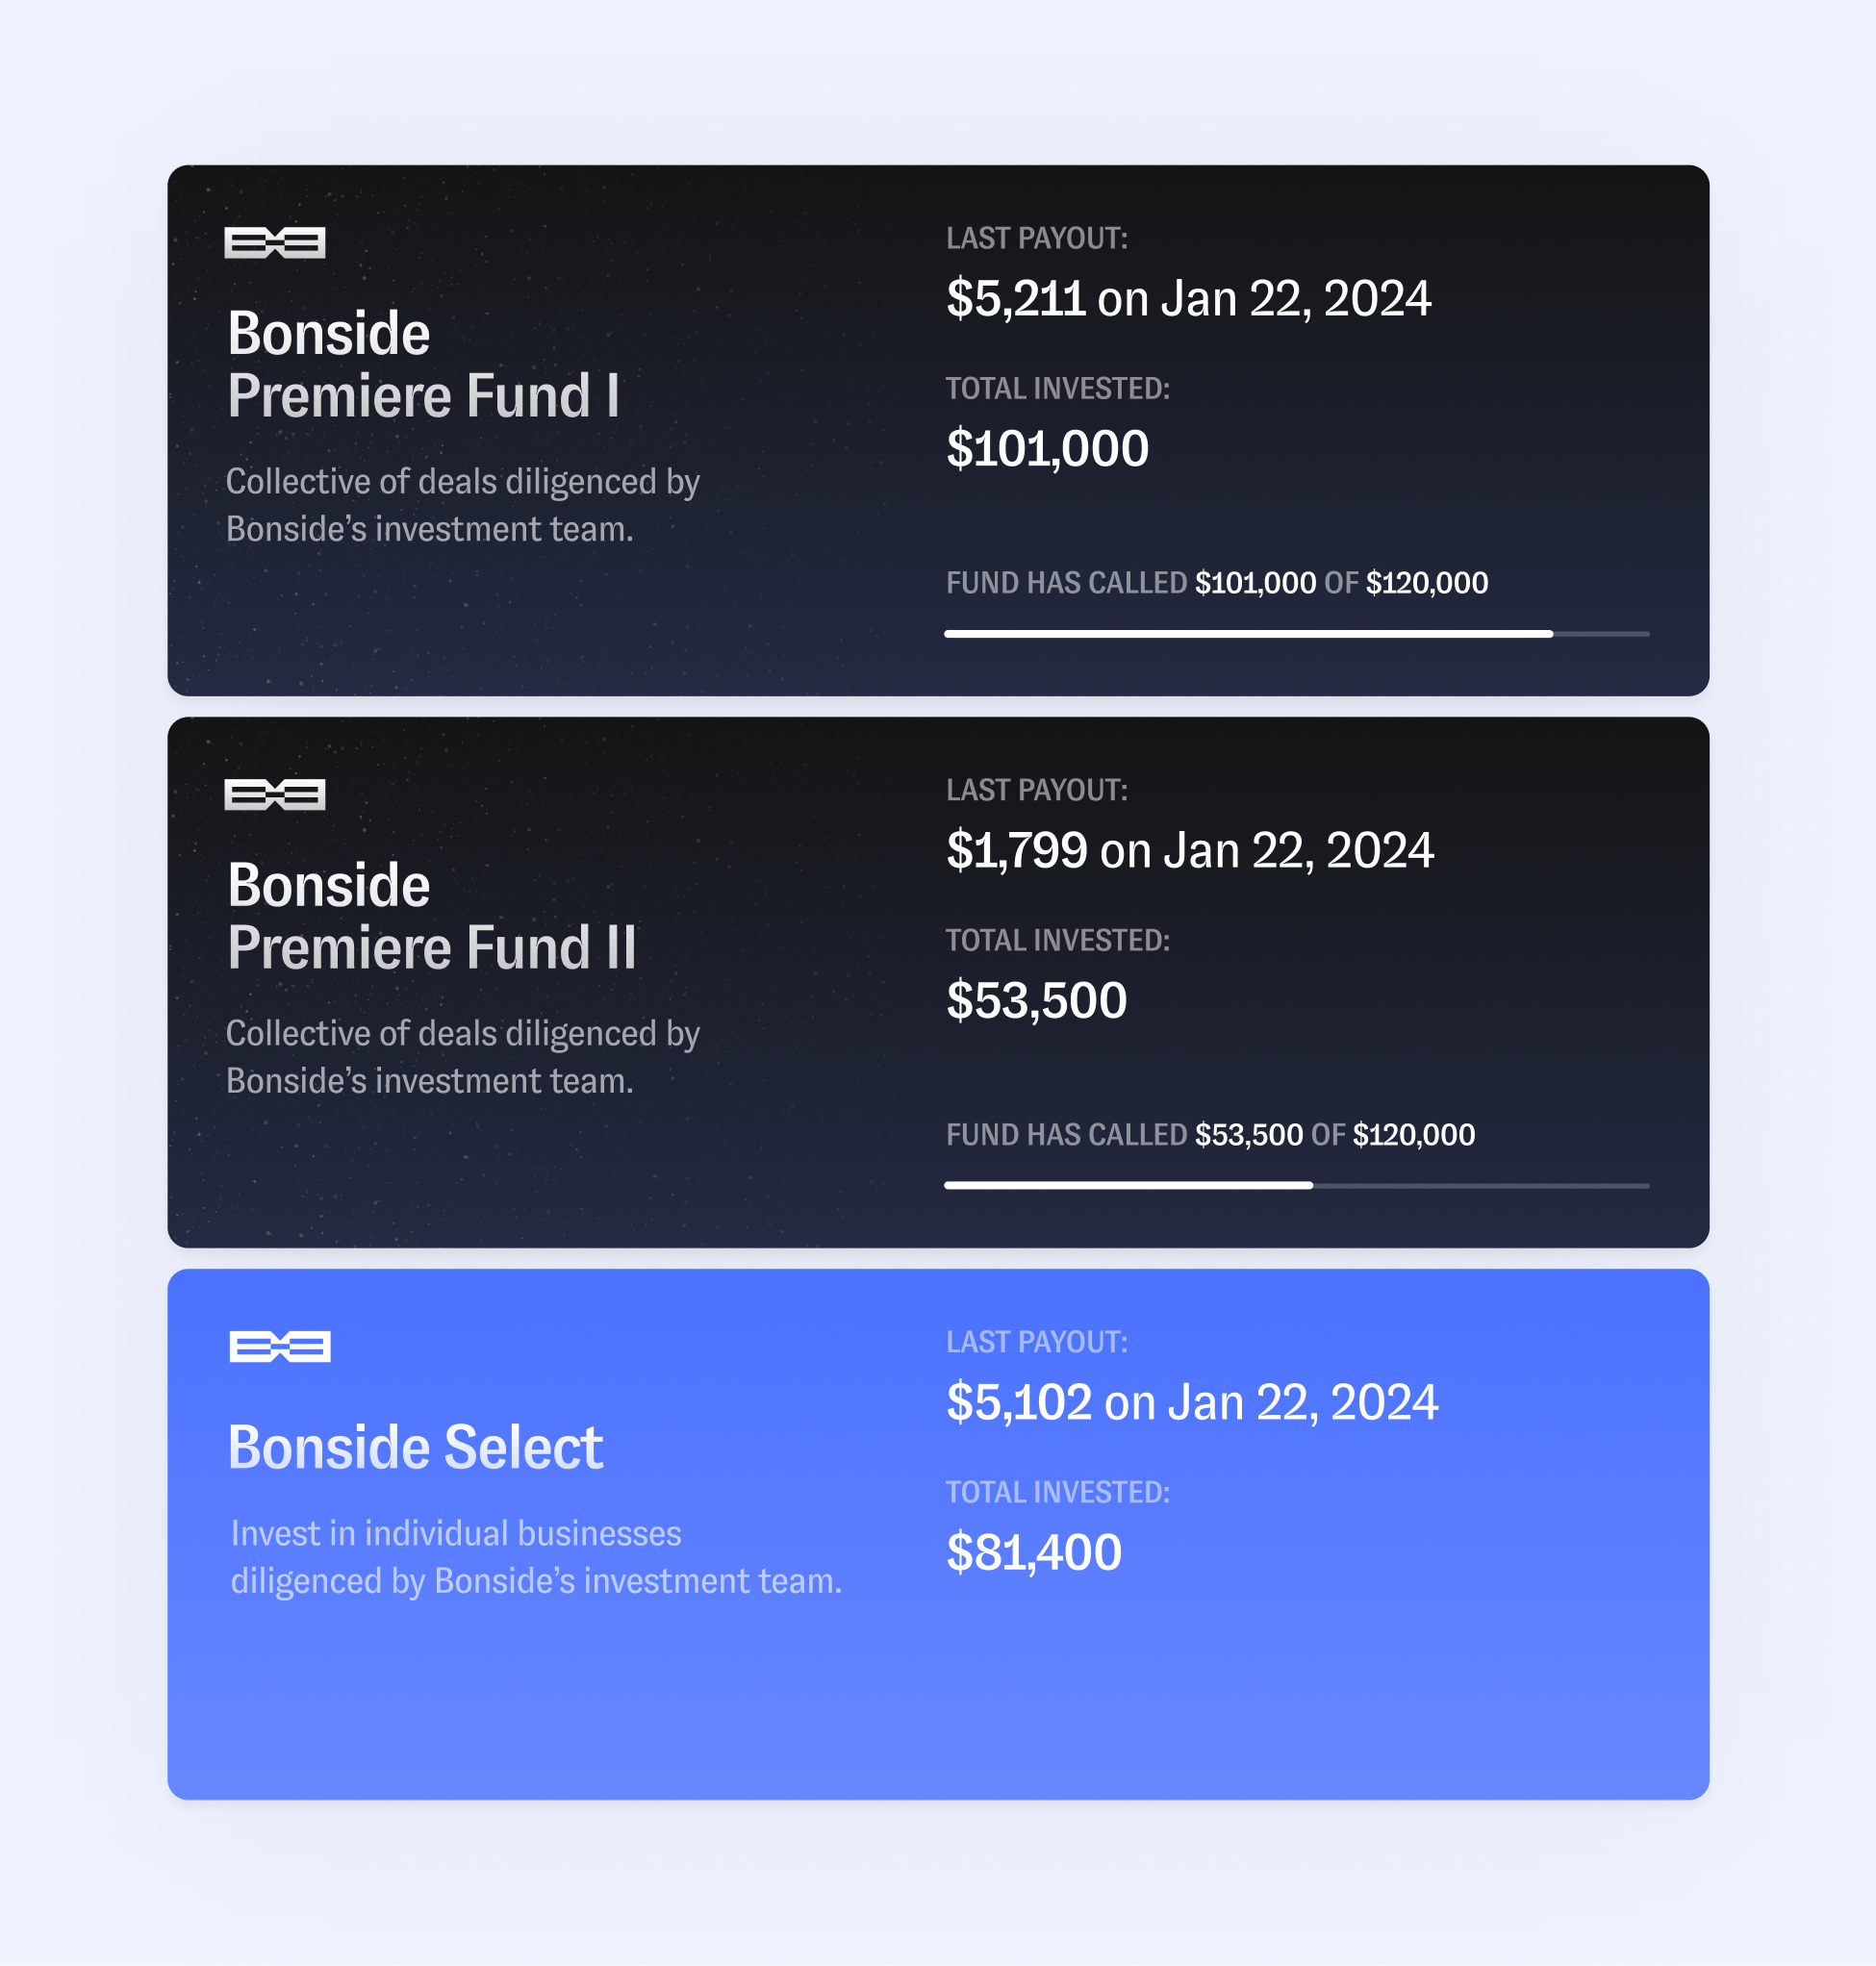 Bonside
Premiere Fund I
Collective of deals diligenced by
Bonside’s investment team.
LAST PAYOUT:
$5,211 on Jan 22, 2024
TOTAL INVESTED:
$101,000
FUND HAS CALLED $101,000 OF $120,000
Bonside
Premiere Fund II
Collective of deals diligenced by
Bonside’s investment team.
LAST PAYOUT:
$1,799 on Jan 22, 2024
TOTAL INVESTED:
$53,500
FUND HAS CALLED $53,500 OF $120,000
Bonside Select
Invest in individual businesses
diligenced by Bonside’s investment team.
LAST PAYOUT:
$5,102 on Jan 22, 2024
TOTAL INVESTED:
$81,400